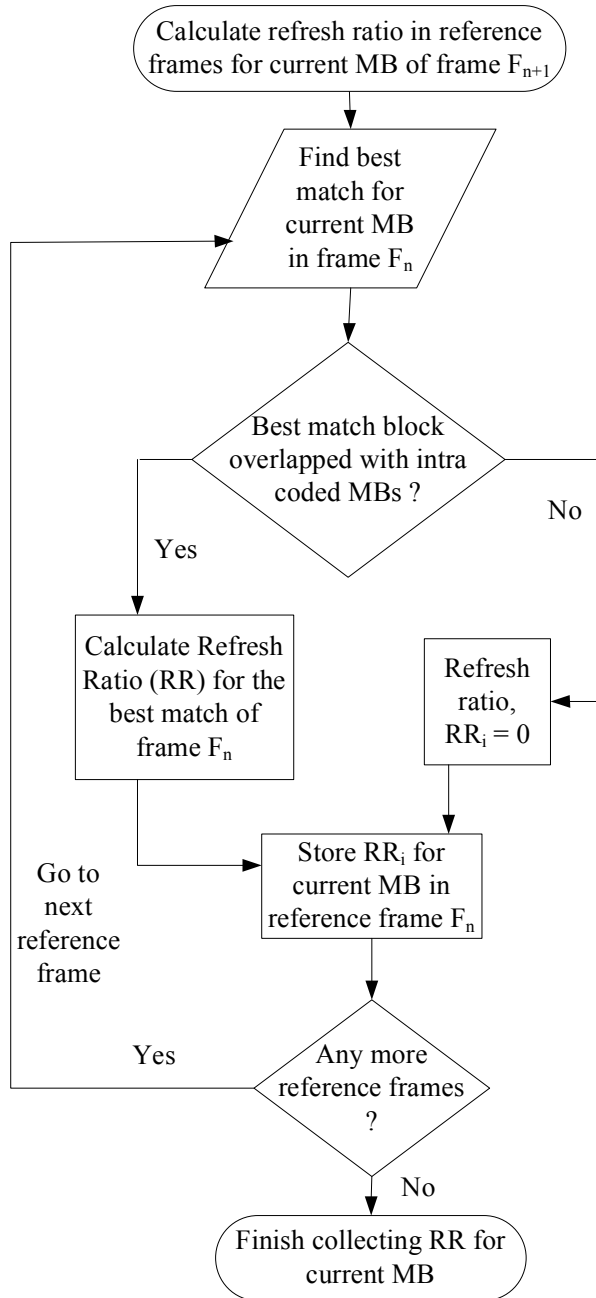 Calculate refresh ratio in reference
frames for current MB of frame Fₙ₊₁
Find best
match for
current MB
in frame Fₙ
Best match block
overlapped with intra
coded MBs ?
No
Yes
Calculate Refresh
Ratio (RR) for the
best match of
frame Fₙ
Refresh
ratio,
RRᵢ = 0
Store RRᵢ for
current MB in
reference frame Fₙ
Go to
next
reference
frame
Yes
Any more
reference frames
?
No
Finish collecting RR for
current MB